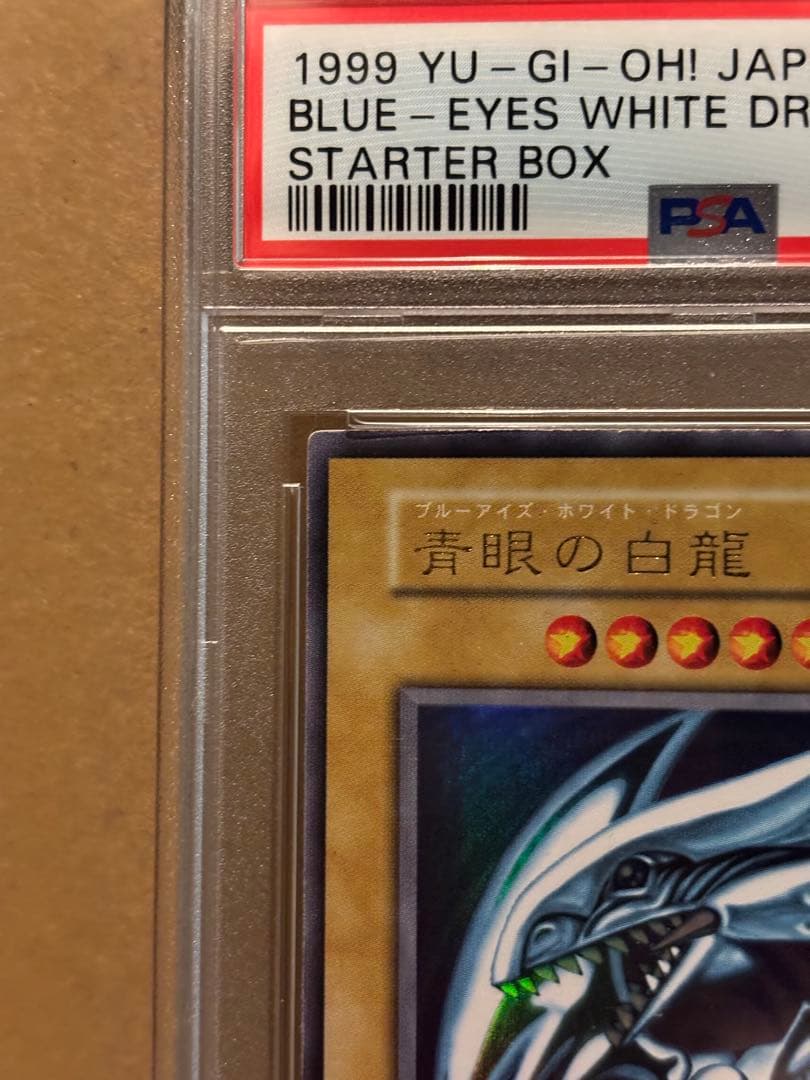 1999 YU-GI-OH! JAP
BLUE-EYES WHITE DR
STARTER BOX
PSA
ブルーアイズ・ホワイト・ドラゴン
青眼の白龍